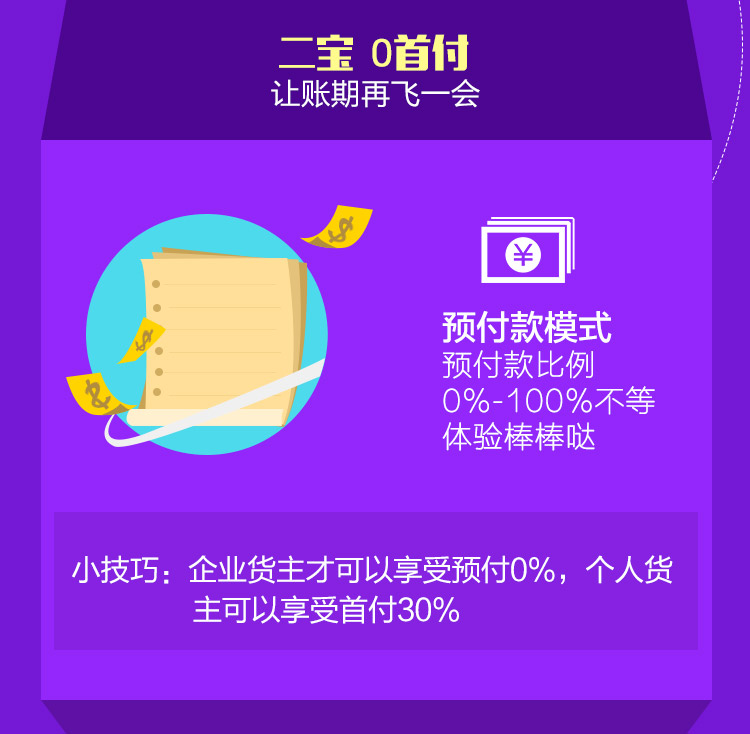 二宝 0首付
让账期再飞一会
预付款模式
预付款比例
0%-100%不等
体验棒棒哒
小技巧：企业货主才可以享受预付0%，个人货
主可以享受首付30%